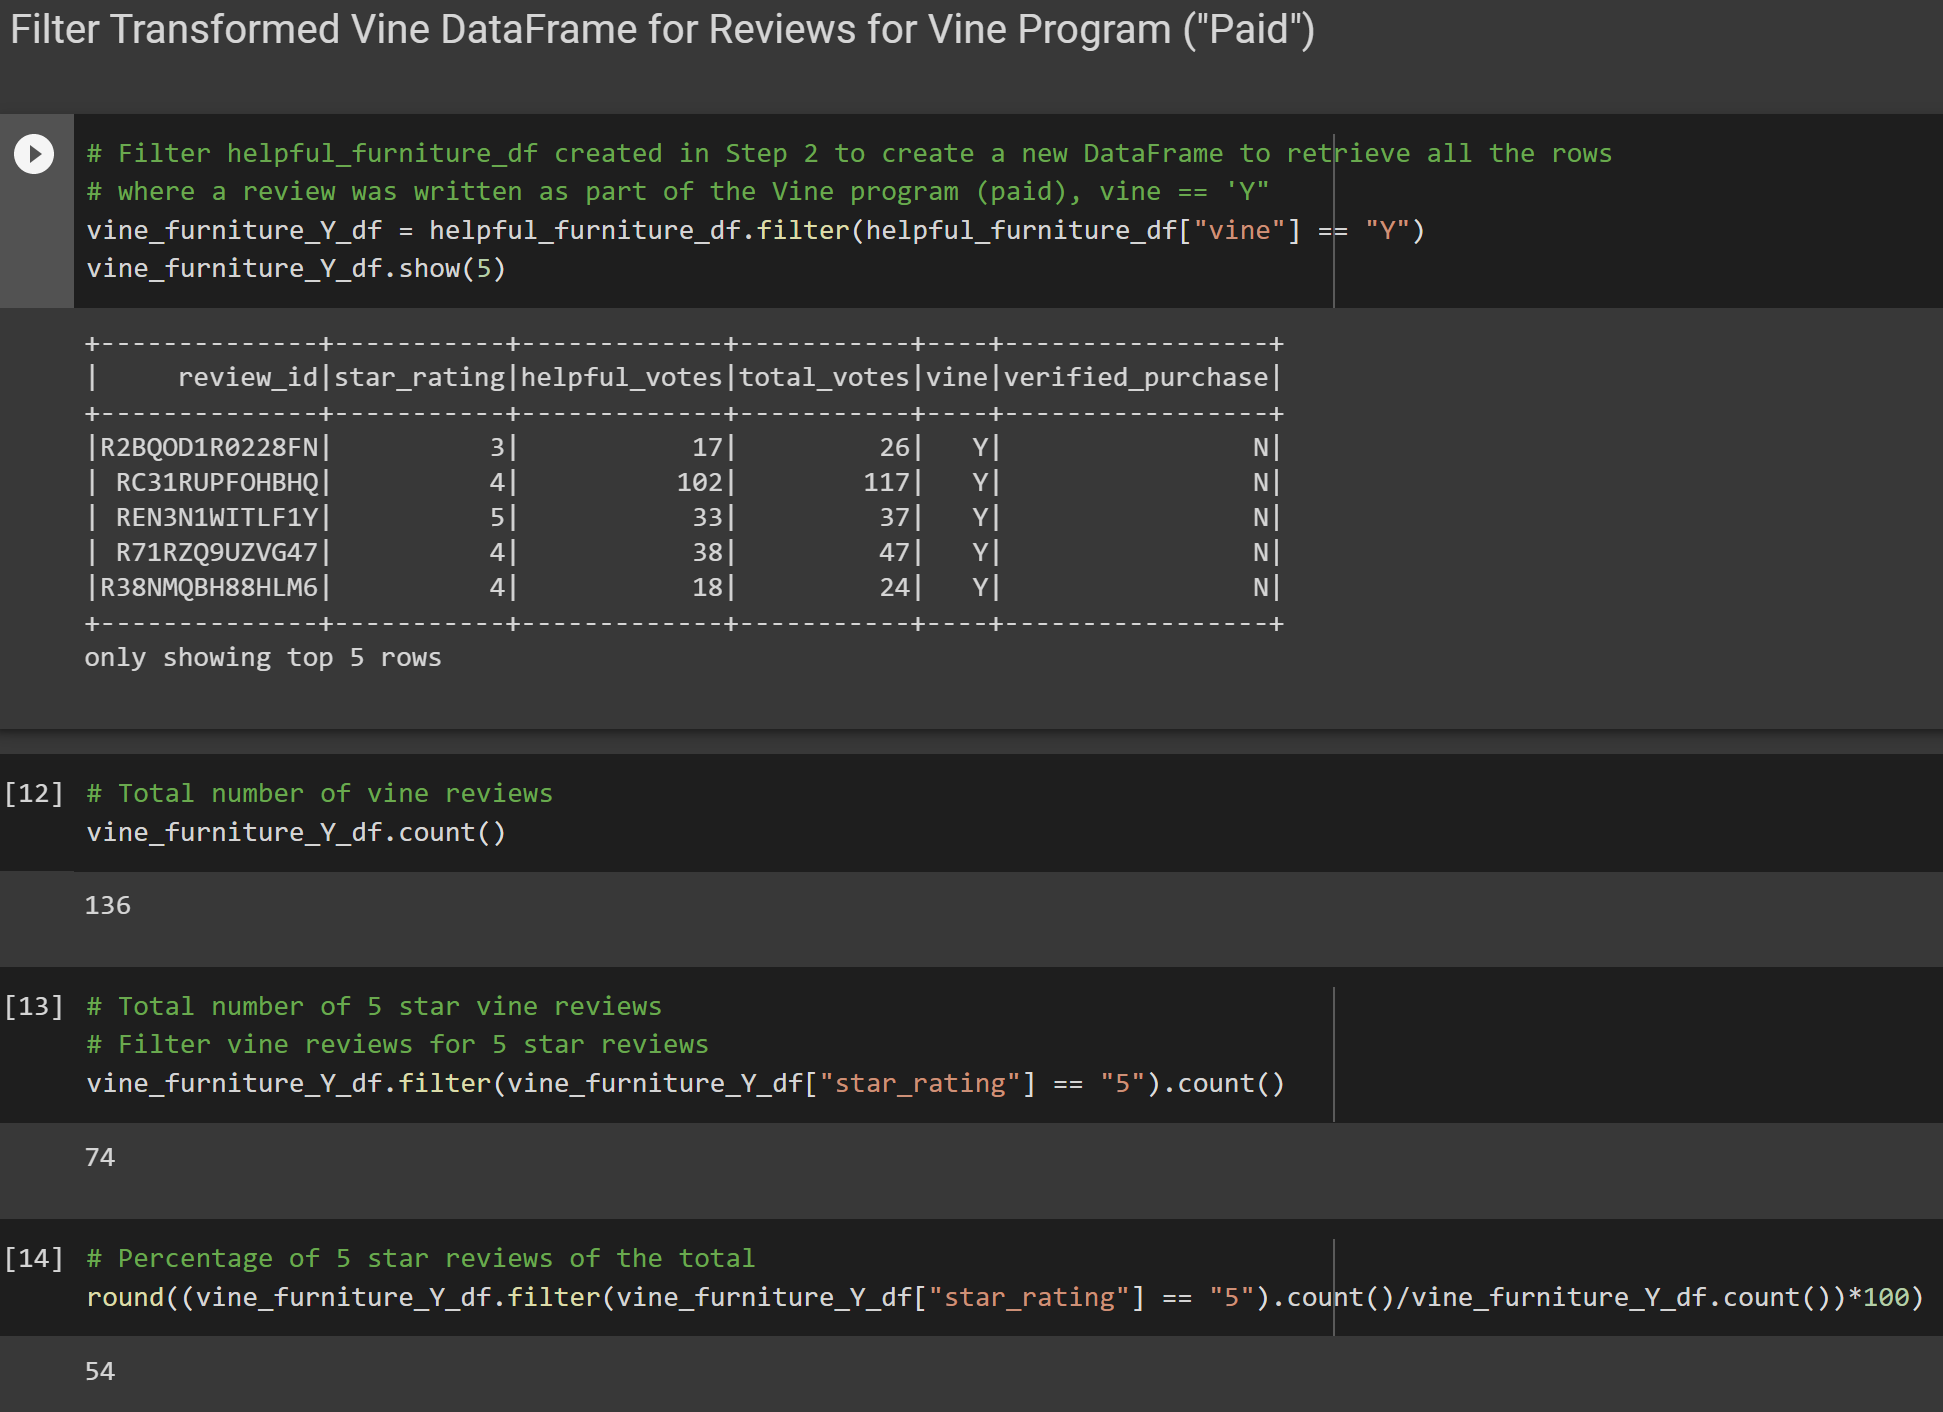 Filter Transformed Vine DataFrame for Reviews for Vine Program ("Paid")
# Filter helpful_furniture_df created in Step 2 to create a new DataFrame to retrieve all the rows
# where a review was written as part of the Vine program (paid), vine == 'Y"
vine_furniture_Y_df = helpful_furniture_df.filter(helpful_furniture_df["vine"] == "Y")
vine_furniture_Y_df.show(5)
+--------------+-----------+-------------+-----------+----+-----------------+
|     review_id|star_rating|helpful_votes|total_votes|vine|verified_purchase|
+--------------+-----------+-------------+-----------+----+-----------------+
|R2BQOD1R0228FN|          3|           17|         26|   Y|                N|
| RC31RUPFOHBHQ|          4|          102|        117|   Y|                N|
| REN3N1WITLF1Y|          5|           33|         37|   Y|                N|
| R71RZQ9UZVG47|          4|           38|         47|   Y|                N|
|R38NMQBH88HLM6|          4|           18|         24|   Y|                N|
+--------------+-----------+-------------+-----------+----+-----------------+
only showing top 5 rows
[12] # Total number of vine reviews
vine_furniture_Y_df.count()
136
[13] # Total number of 5 star vine reviews
# Filter vine reviews for 5 star reviews
vine_furniture_Y_df.filter(vine_furniture_Y_df["star_rating"] == "5").count()
74
[14] # Percentage of 5 star reviews of the total
round((vine_furniture_Y_df.filter(vine_furniture_Y_df["star_rating"] == "5").count()/vine_furniture_Y_df.count())*100)
54